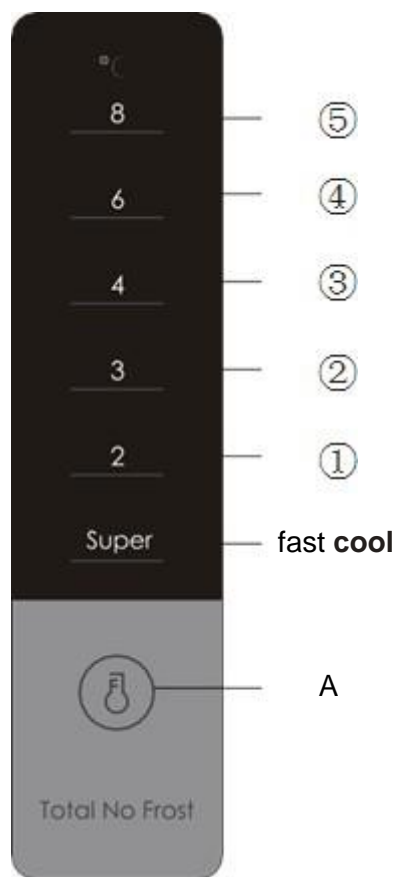 °C
8 ⑤
6 ④
4 ③
3 ②
2 ①
Super fast cool
A
Total No Frost